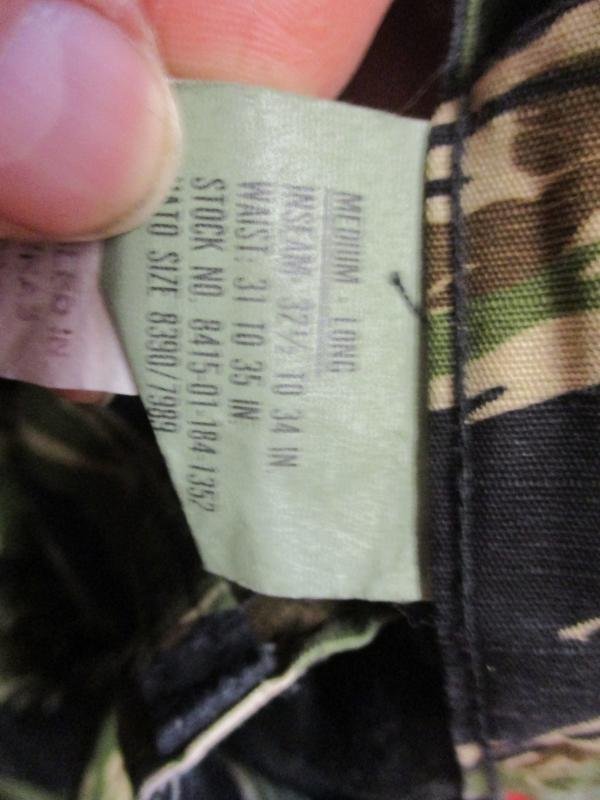 MEDIUM - LONG
INSEAM: 32½ TO 34 IN
WAIST: 31 TO 35 IN
STOCK NO. 8415-01-184-1352
NATO SIZE 8390/7989
IN